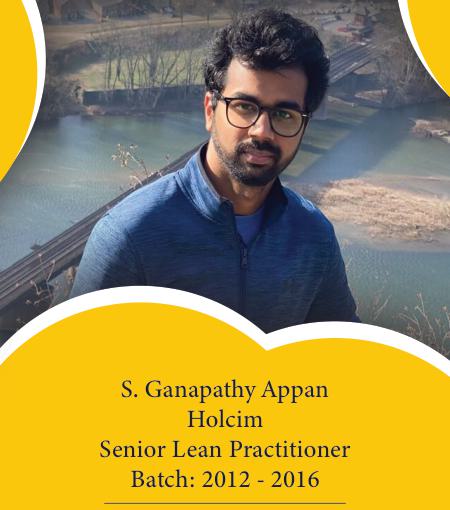 S. Ganapathy Appan
Holcim
Senior Lean Practitioner
Batch: 2012 - 2016